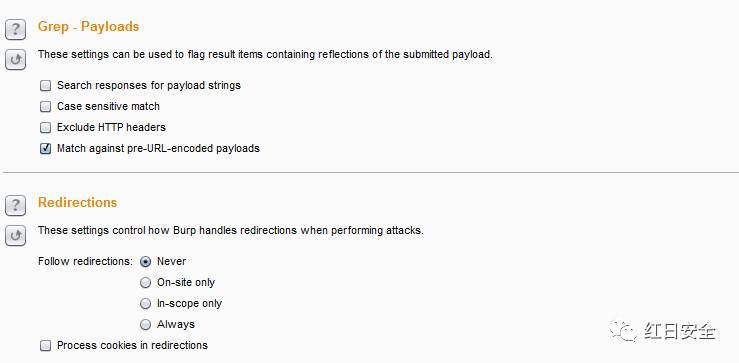 ?
Grep - Payloads
These settings can be used to flag result items containing reflections of the submitted payload.
Search responses for payload strings
Case sensitive match
Exclude HTTP headers
Match against pre-URL-encoded payloads
?
Redirections
These settings control how Burp handles redirections when performing attacks.
Follow redirections: Never
On-site only
In-scope only
Always
Process cookies in redirections
红日安全